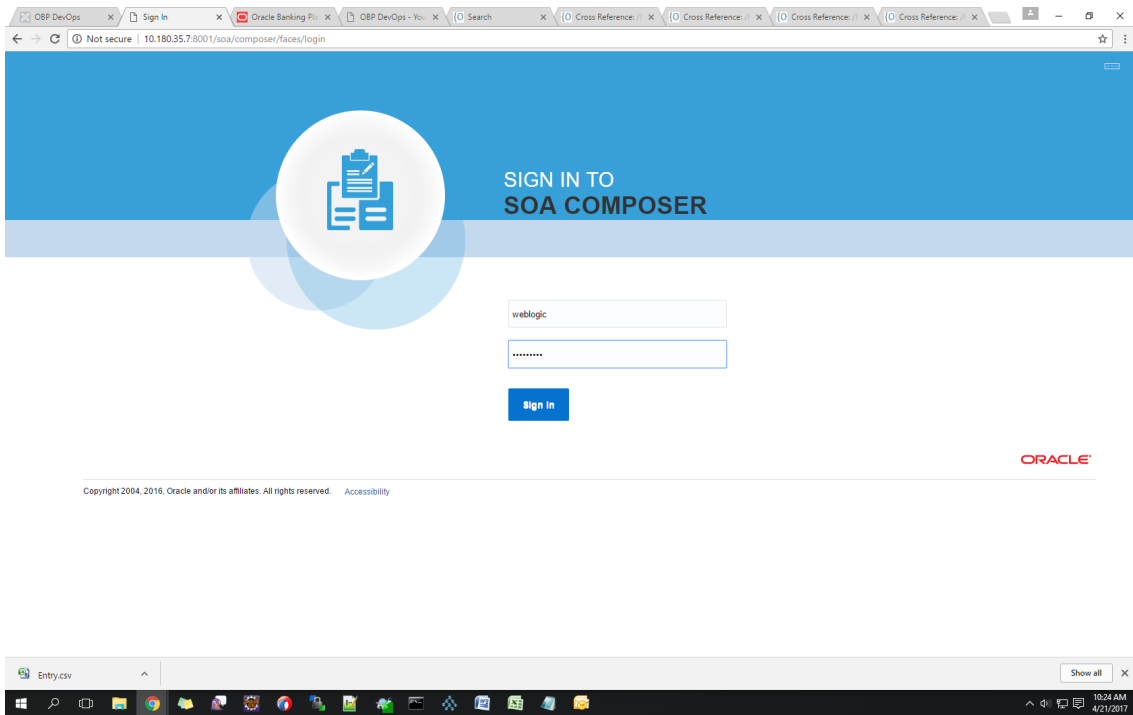 OBP DevOps
Sign In
Oracle Banking Pla
OBP DevOps - You
Search
Cross Reference: /
Cross Reference: /
Cross Reference: /
Cross Reference: /
Not secure | 10.180.35.7:8001/soa/composer/faces/login
SIGN IN TO
SOA COMPOSER
weblogic
•••••••••
Sign In
ORACLE
Copyright 2004, 2016, Oracle and/or its affiliates. All rights reserved. Accessibility
Entry.csv
Show all
10:24 AM
4/21/2017